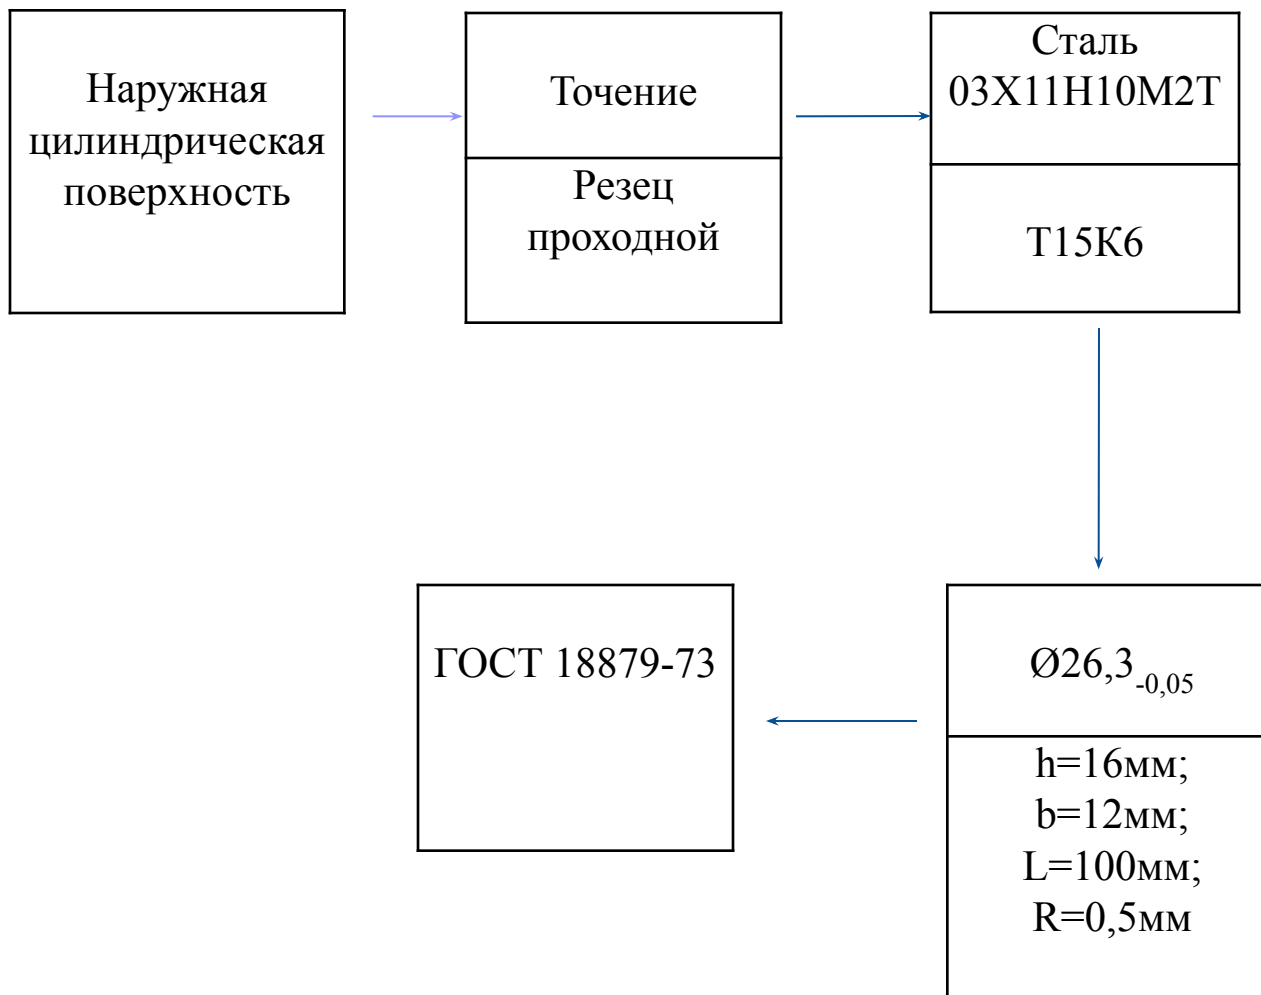 Наружная
цилиндрическая
поверхность
Точение
Резец
проходной
Сталь
03Х11Н10М2Т
Т15К6
Ø26,3-0,05
h=16мм;
b=12мм;
L=100мм;
R=0,5мм
ГОСТ 18879-73